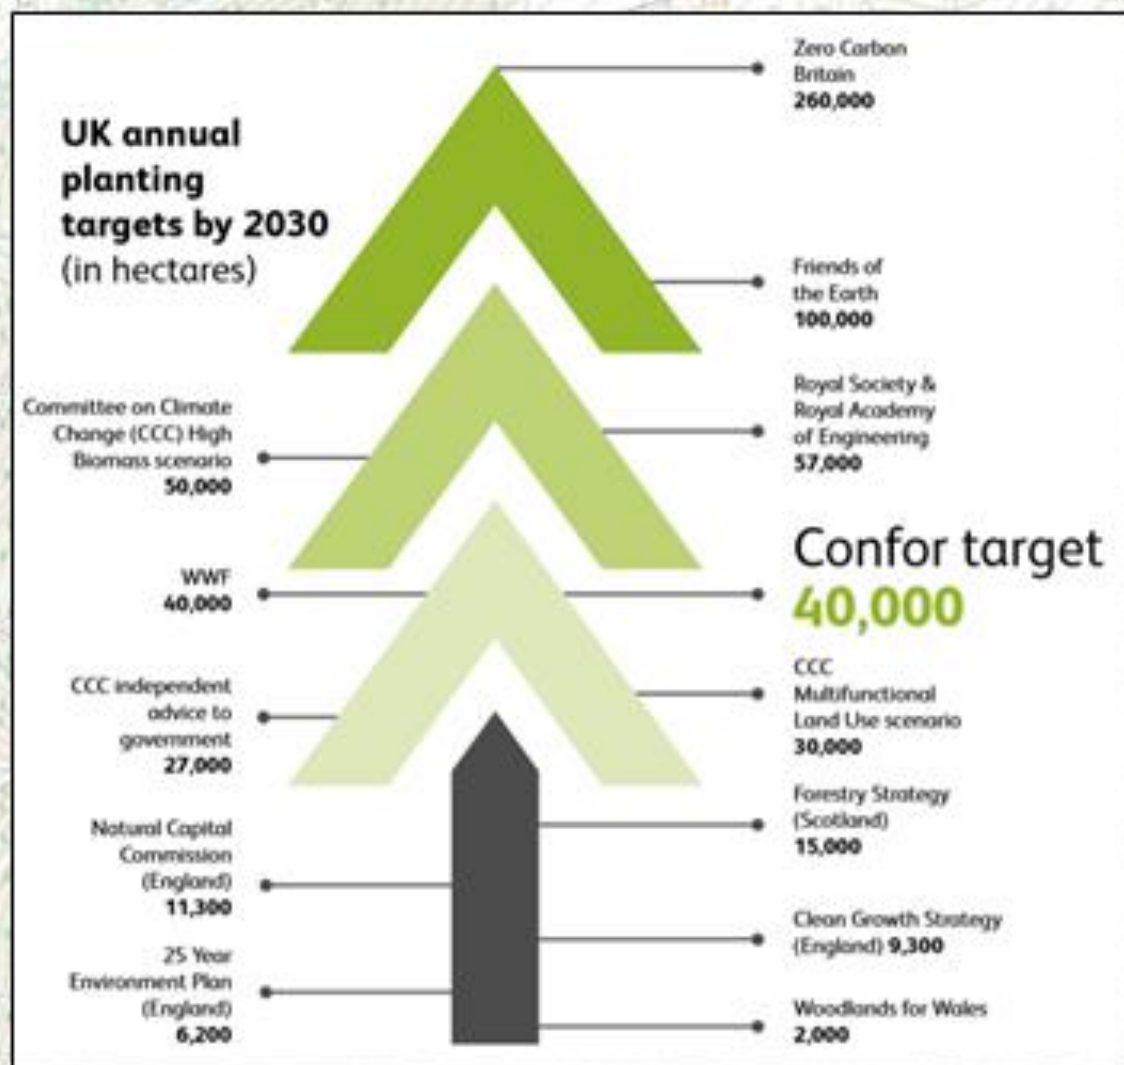 UK annual
planting
targets by 2030
(in hectares)
Zero Carbon
Britain
260,000
Friends of
the Earth
100,000
Committee on Climate
Change (CCC) High
Biomass scenario
50,000
Royal Society &
Royal Academy
of Engineering
57,000
WWF
40,000
Confor target
40,000
CCC independent
advice to
government
27,000
CCC
Multifunctional
Land Use scenario
30,000
Forestry Strategy
(Scotland)
15,000
Natural Capital
Commission
(England)
11,300
Clean Growth Strategy
(England) 9,300
25 Year
Environment Plan
(England)
6,200
Woodlands for Wales
2,000